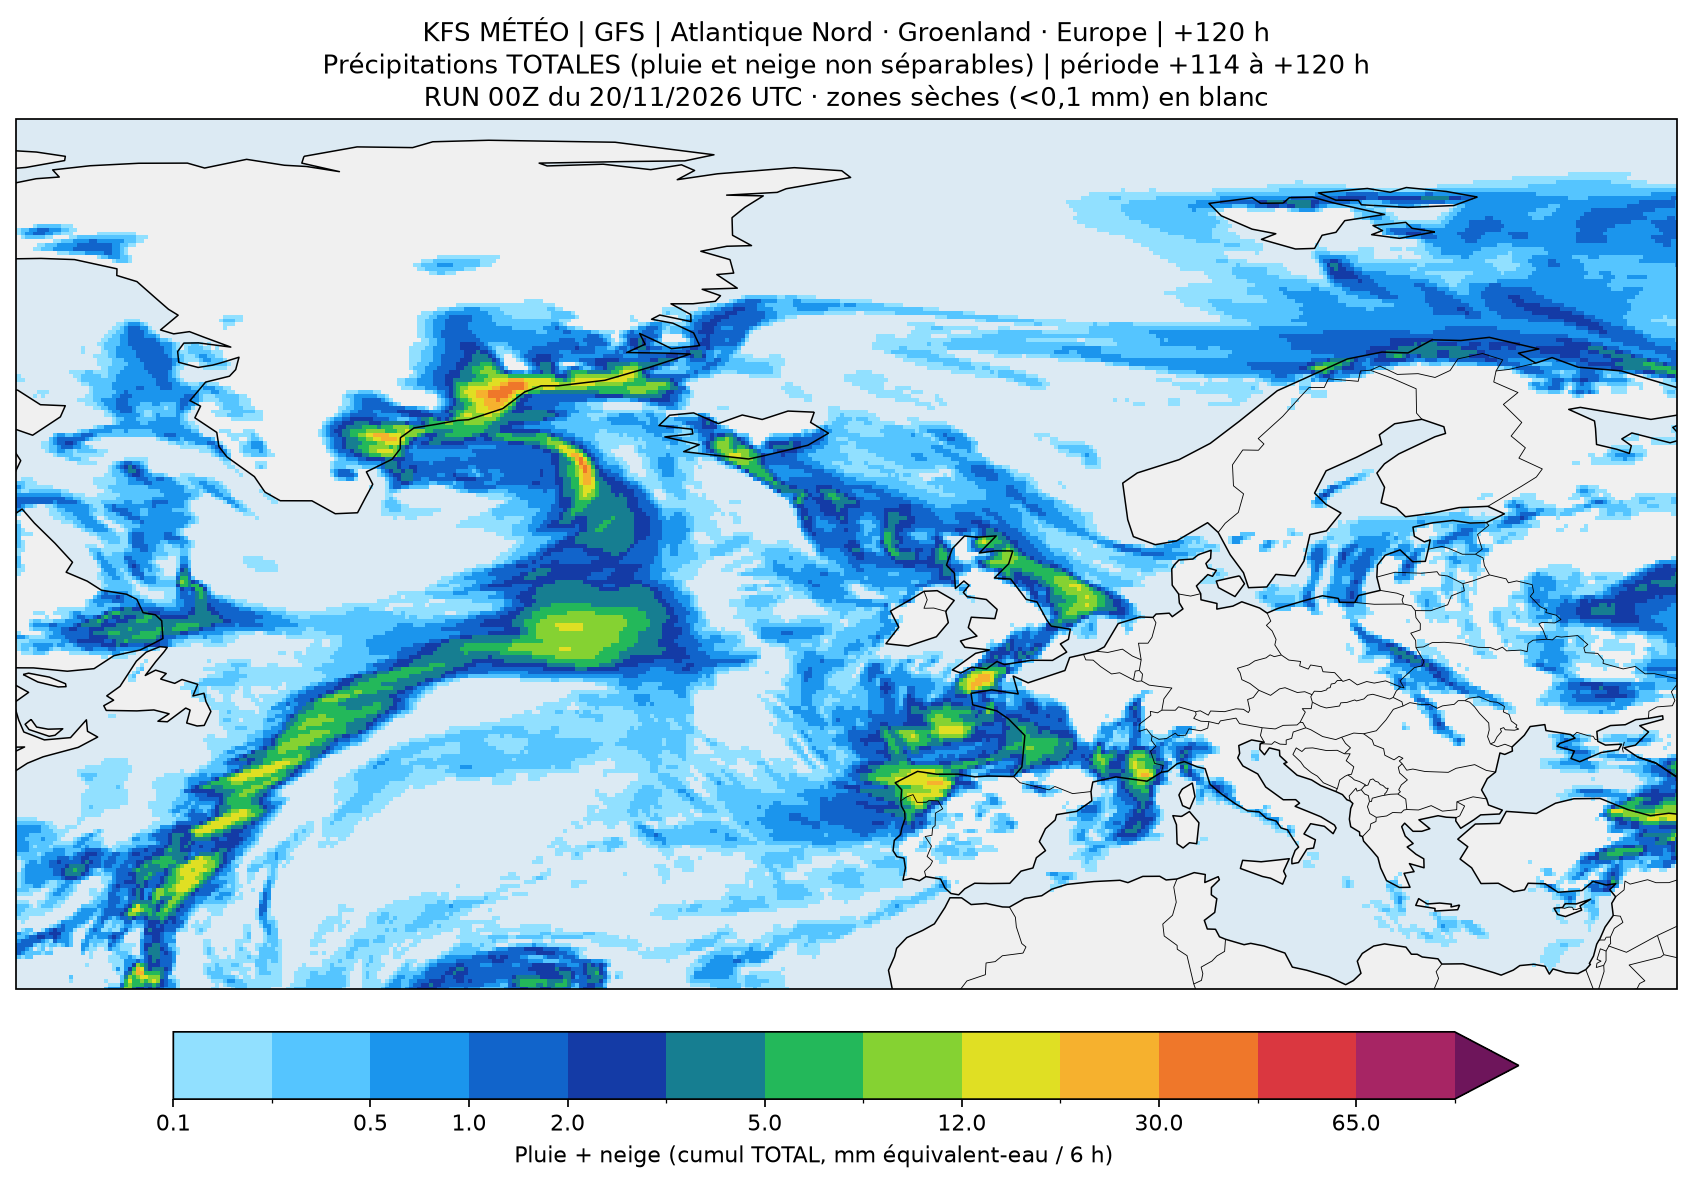 KFS MÉTÉO | GFS | Atlantique Nord · Groenland · Europe | +120 h
Précipitations TOTALES (pluie et neige non séparables) | période +114 à +120 h
RUN 00Z du 20/11/2026 UTC · zones sèches (<0,1 mm) en blanc
0.1 0.5 1.0 2.0 5.0 12.0 30.0 65.0
Pluie + neige (cumul TOTAL, mm équivalent-eau / 6 h)